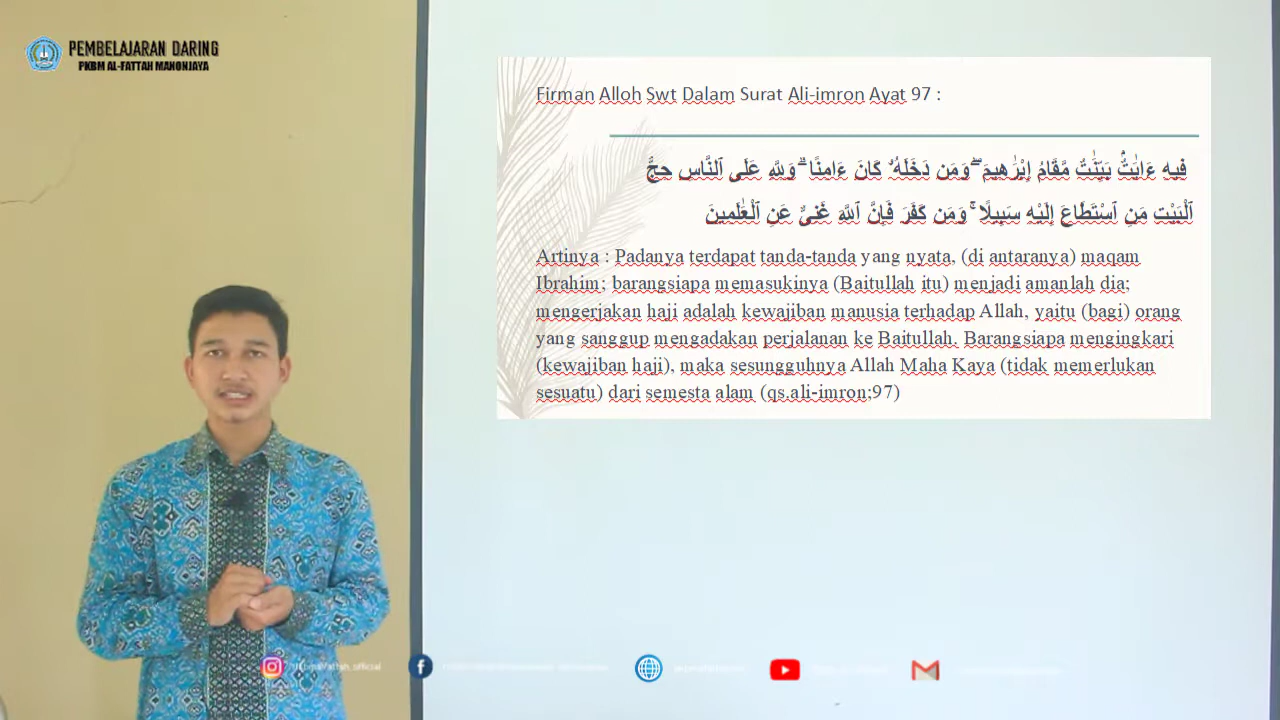 PEMBELAJARAN DARING
PKBM AL-FATTAH MANONJAYA
Firman Alloh Swt Dalam Surat Ali-imron Ayat 97 :
فِيهِ ءَايَٰتٌۢ بَيِّنَٰتٌ مَّقَامُ إِبْرَٰهِيمَ ۖ وَمَن دَخَلَهُۥ كَانَ ءَامِنًا ۗ وَلِلَّهِ عَلَى ٱلنَّاسِ حِجُّ
ٱلْبَيْتِ مَنِ ٱسْتَطَاعَ إِلَيْهِ سَبِيلًا ۚ وَمَن كَفَرَ فَإِنَّ ٱللَّهَ غَنِىٌّ عَنِ ٱلْعَٰلَمِينَ
Artinya : Padanya terdapat tanda-tanda yang nyata, (di antaranya) maqam
Ibrahim; barangsiapa memasukinya (Baitullah itu) menjadi amanlah dia;
mengerjakan haji adalah kewajiban manusia terhadap Allah, yaitu (bagi) orang
yang sanggup mengadakan perjalanan ke Baitullah. Barangsiapa mengingkari
(kewajiban haji), maka sesungguhnya Allah Maha Kaya (tidak memerlukan
sesuatu) dari semesta alam (qs.ali-imron;97)